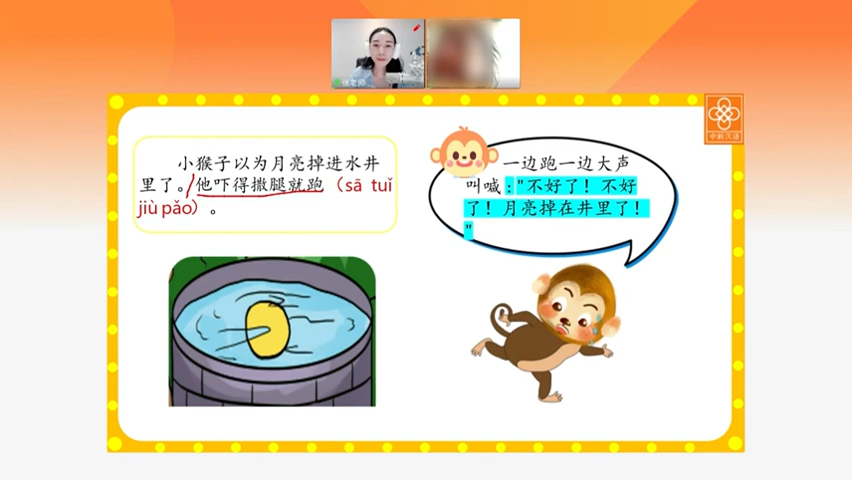 张老师
中航汉语
小猴子以为月亮掉进水井
里了。他吓得撒腿就跑（sā tuǐ
jiù pǎo）。
一边跑一边大声
叫喊："不好了！不好
了！月亮掉在井里了！
"